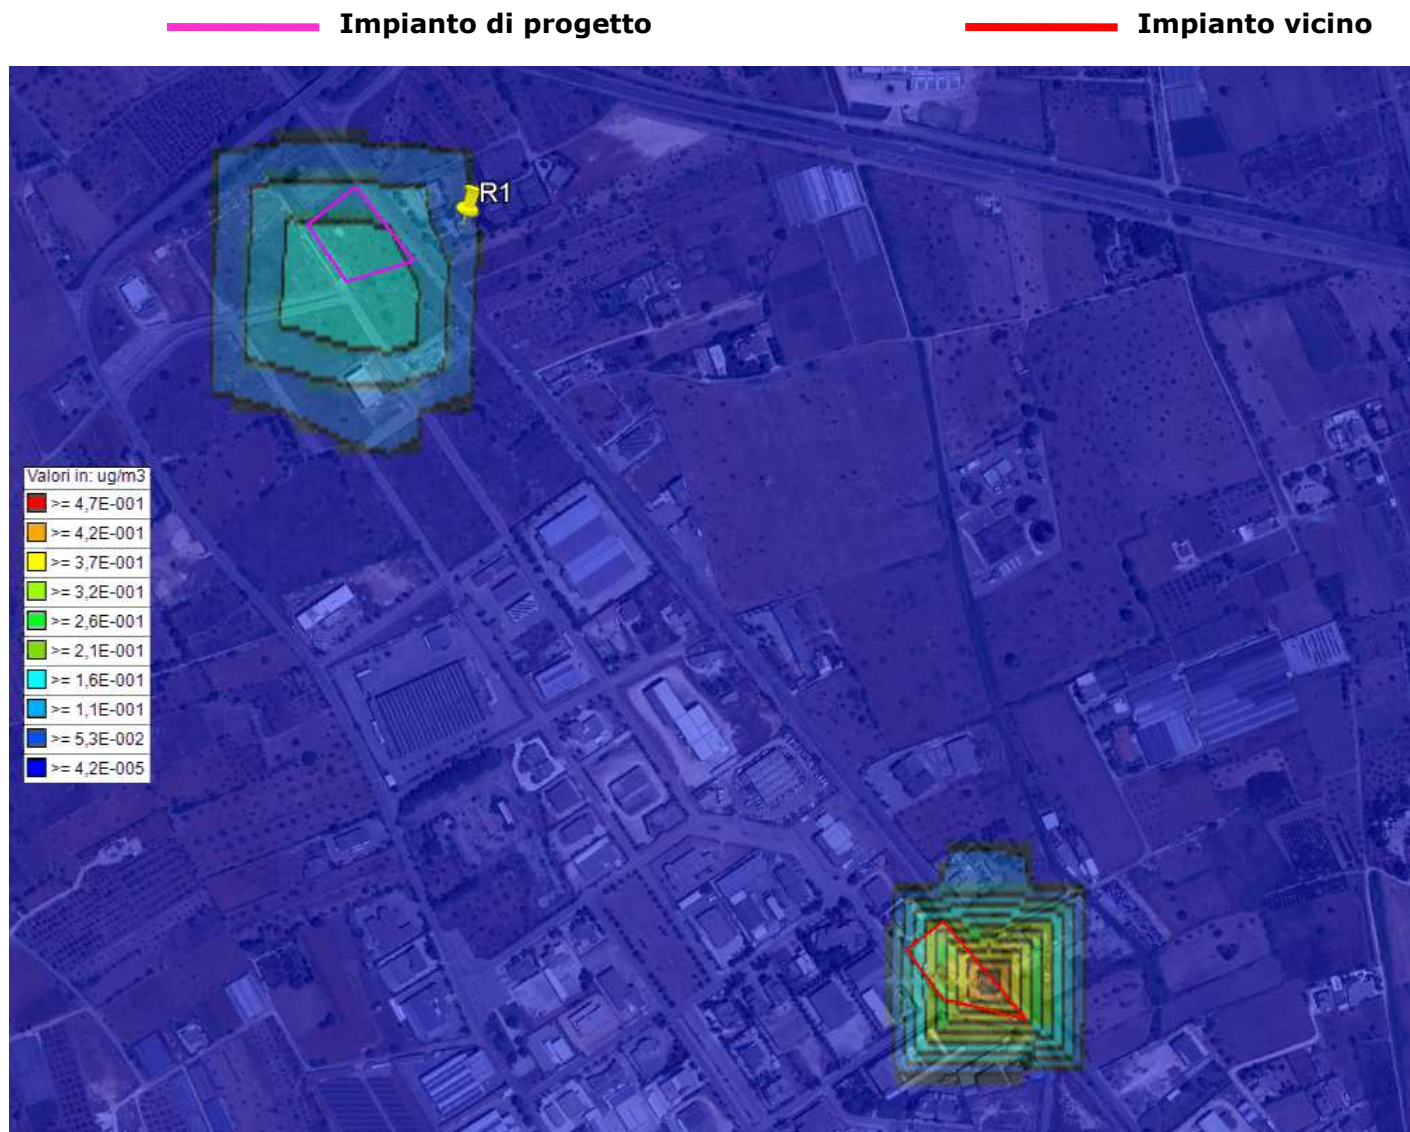 Impianto di progetto
Impianto vicino
R1
Valori in: ug/m3
>= 4,7E-001
>= 4,2E-001
>= 3,7E-001
>= 3,2E-001
>= 2,6E-001
>= 2,1E-001
>= 1,6E-001
>= 1,1E-001
>= 5,3E-002
>= 4,2E-005